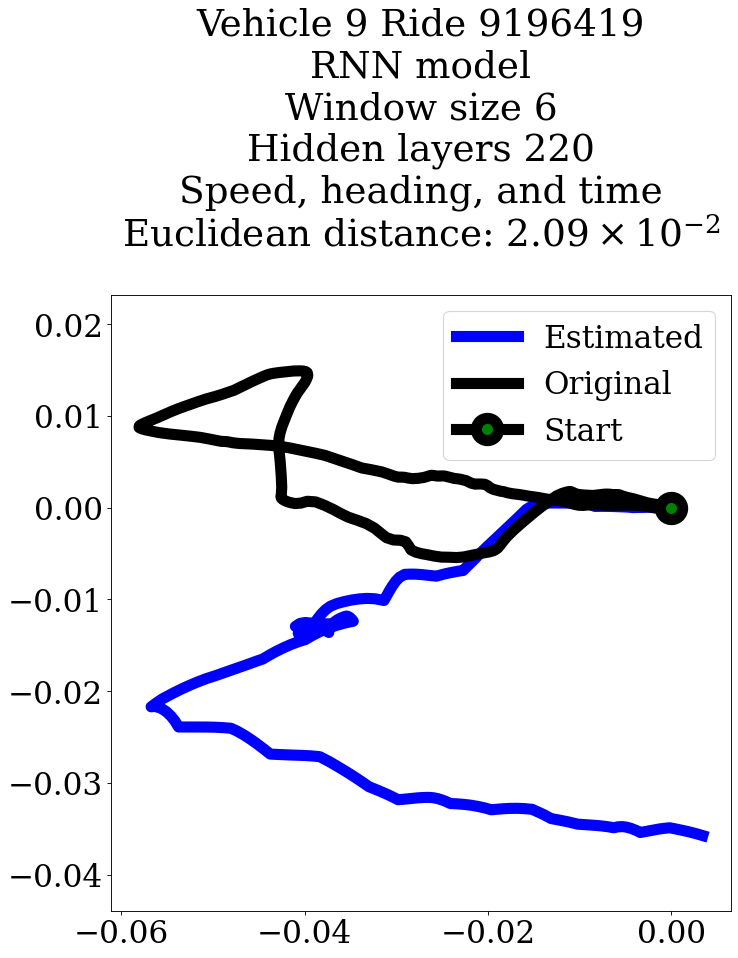 Vehicle 9 Ride 9196419
RNN model
Window size 6
Hidden layers 220
Speed, heading, and time
Euclidean distance: 2.09 × 10⁻²
Estimated
Original
Start
0.02
0.01
0.00
−0.01
−0.02
−0.03
−0.04
−0.06 −0.04 −0.02 0.00